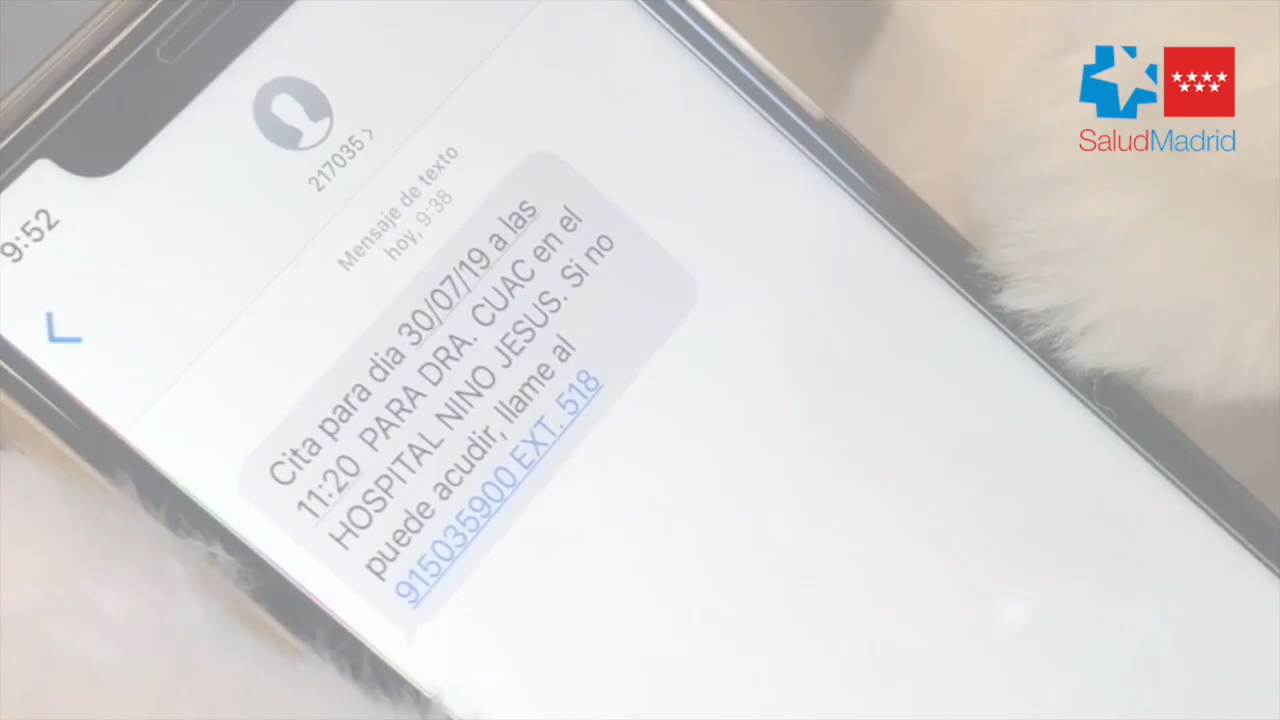 SaludMadrid
9:52
217035 >
Mensaje de texto
hoy, 9:38
Cita para dia 30/07/19 a las
11:20 PARA DRA. CUAC en el
HOSPITAL NINO JESUS. Si no
puede acudir, llame al
915035900 EXT. 518